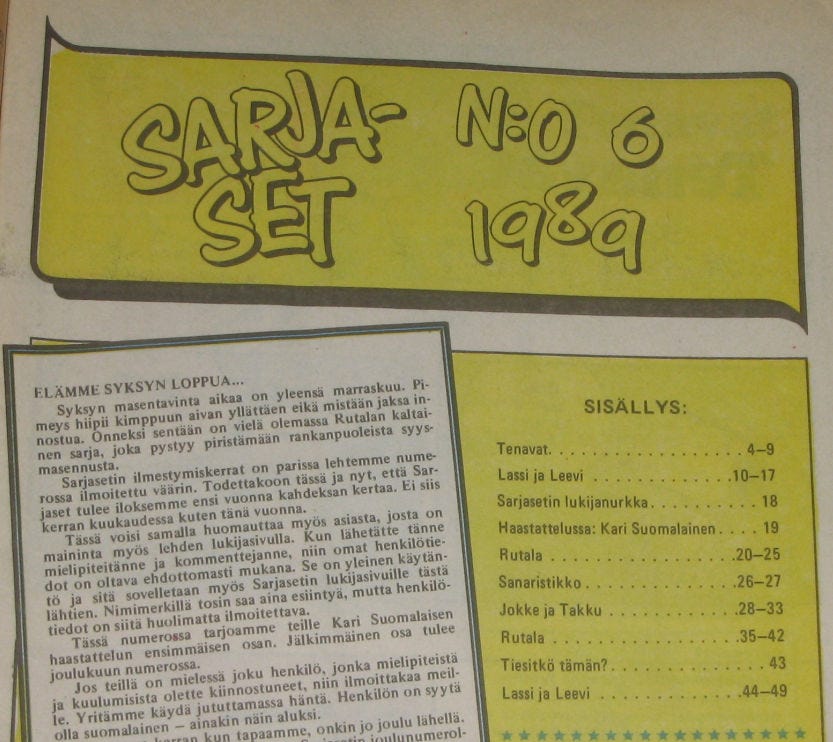 SARJA-
SET
N:O 6
1989
ELÄMME SYKSYN LOPPUA...
Syksyn masentavinta aikaa on yleensä marraskuu. Pi-
meys hiipii kimppuun aivan yllättäen eikä mistään jaksa in-
nostua. Onneksi sentään on vielä olemassa Rutalan kaltai-
nen sarja, joka pystyy piristämään rankanpuoleista syys-
masennusta.
Sarjasetin ilmestymiskerrat on parissa lehtemme nume-
rossa ilmoitettu väärin. Todettakoon tässä ja nyt, että Sar-
jaset tulee iloksemme ensi vuonna kahdeksan kertaa. Ei siis
kerran kuukaudessa kuten tänä vuonna.
Tässä voisi samalla huomauttaa myös asiasta, josta on
maininta myös lehden lukijasivulla. Kun lähetätte tänne
mielipiteitänne ja kommenttejanne, niin omat henkilötie-
dot on oltava ehdottomasti mukana. Se on yleinen käytän-
tö ja sitä sovelletaan myös Sarjasetin lukijasivuille tästä
lähtien. Nimimerkillä tosin saa aina esiintyä, mutta henkilö-
tiedot on siitä huolimatta ilmoitettava.
Tässä numerossa tarjoamme teille Kari Suomalaisen
haastattelun ensimmäisen osan. Jälkimmäinen osa tulee
joulukuun numerossa.
Jos teillä on mielessä joku henkilö, jonka mielipiteistä
ja kuulumisista olette kiinnostuneet, niin ilmoittakaa meil-
le. Yritämme käydä jututtamassa häntä. Henkilön on syytä
olla suomalainen – ainakin näin aluksi.
kerran kun tapaamme, onkin jo joulu lähellä.
Sarjasetin joulunumerol-
SISÄLLYS:
Tenavat. . . . . . . . . . . . . . . . . . 4–9
Lassi ja Leevi . . . . . . . . . . . . .10–17
Sarjasetin lukijanurkka. . . . . . . . . . 18
Haastattelussa: Kari Suomalainen . . . . 19
Rutala . . . . . . . . . . . . . . . . .20–25
Sanaristikko . . . . . . . . . . . . . .26–27
Jokke ja Takku . . . . . . . . . . . .28–33
Rutala . . . . . . . . . . . . . . . . .35–42
Tiesitkö tämän?. . . . . . . . . . . . . . 43
Lassi ja Leevi . . . . . . . . . . . . .44–49